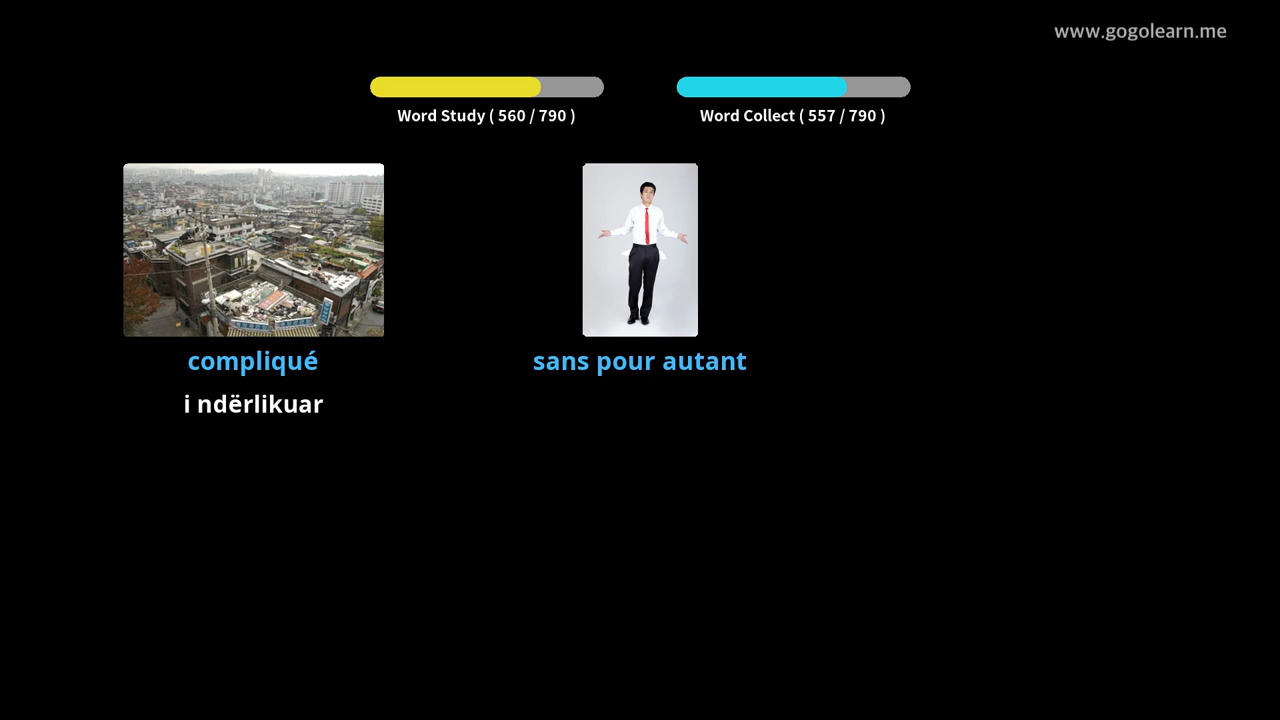 www.gogolearn.me
Word Study ( 560 / 790 )
Word Collect ( 557 / 790 )
compliqué
i ndërlikuar
sans pour autant